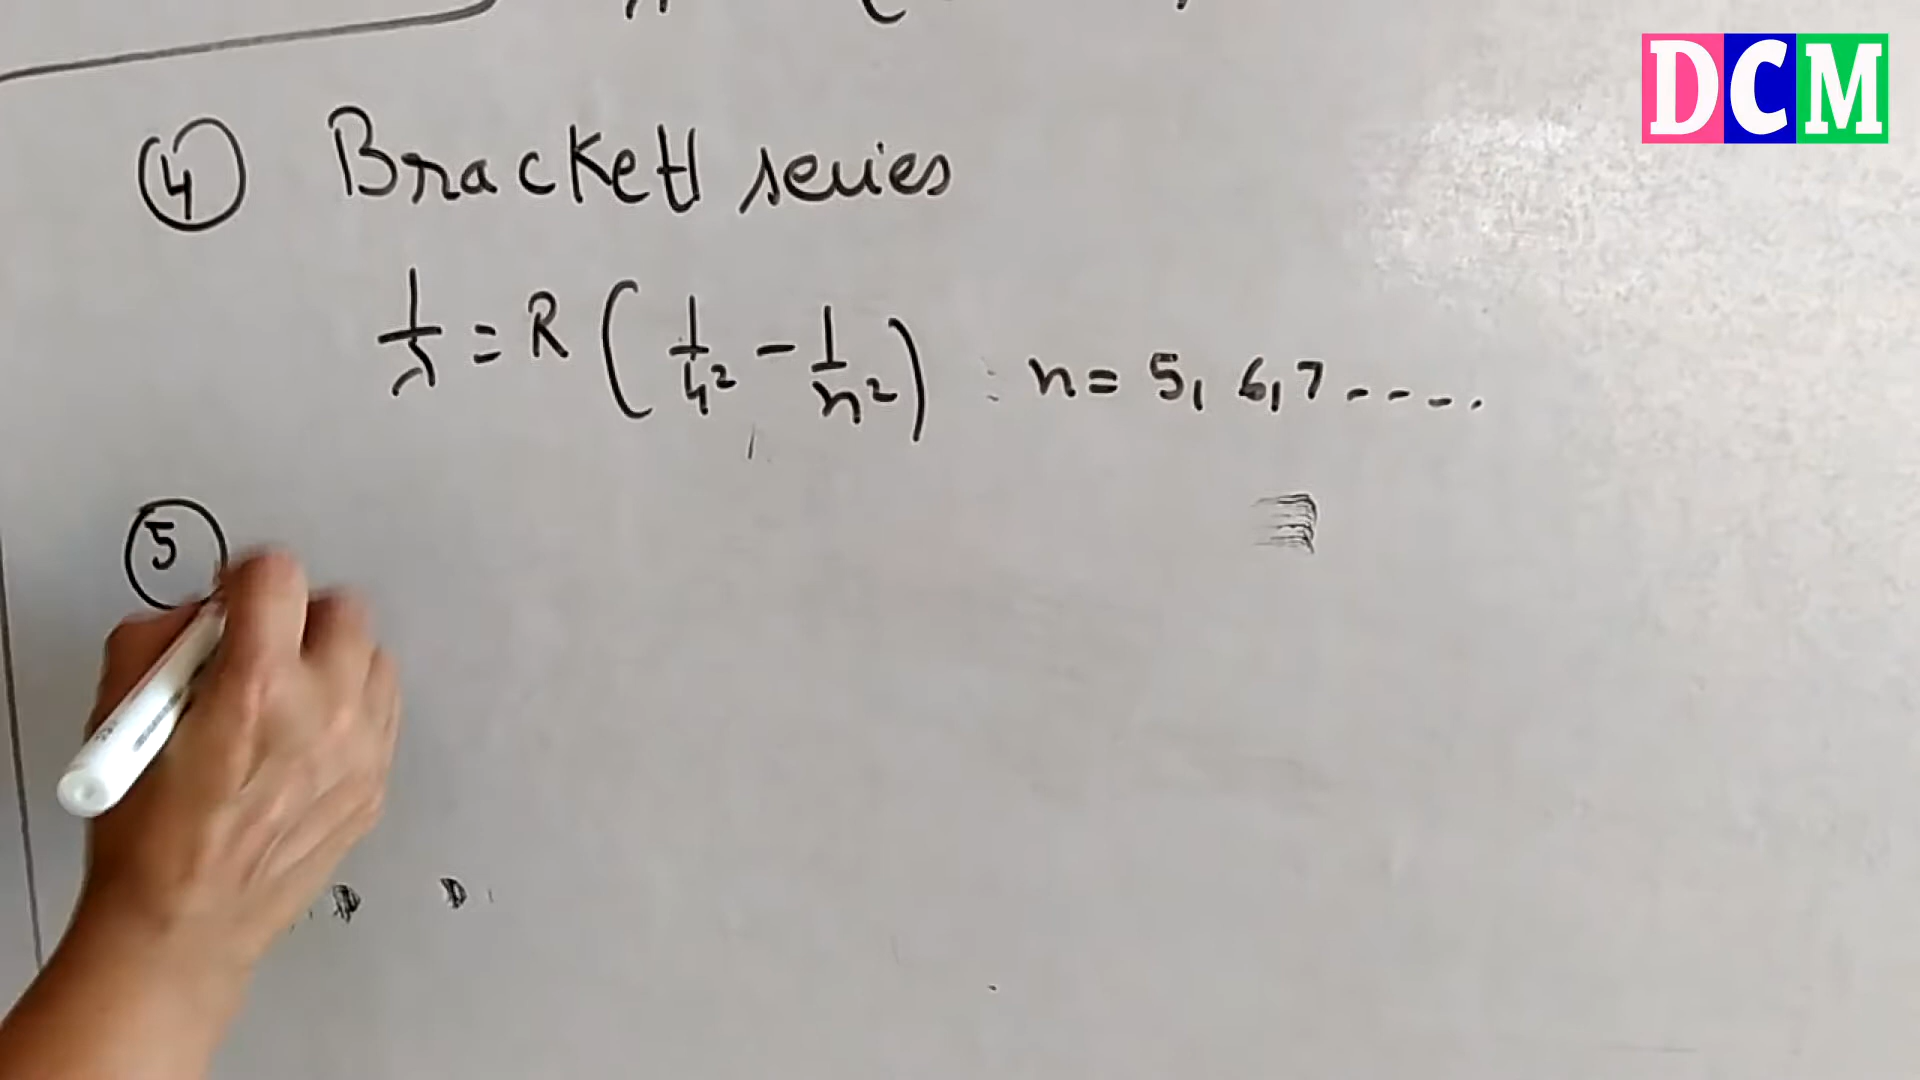 DCM
④ Brackett series
1/λ = R (1/4² - 1/n²) : n = 5, 6, 7 - - - -.
⑤